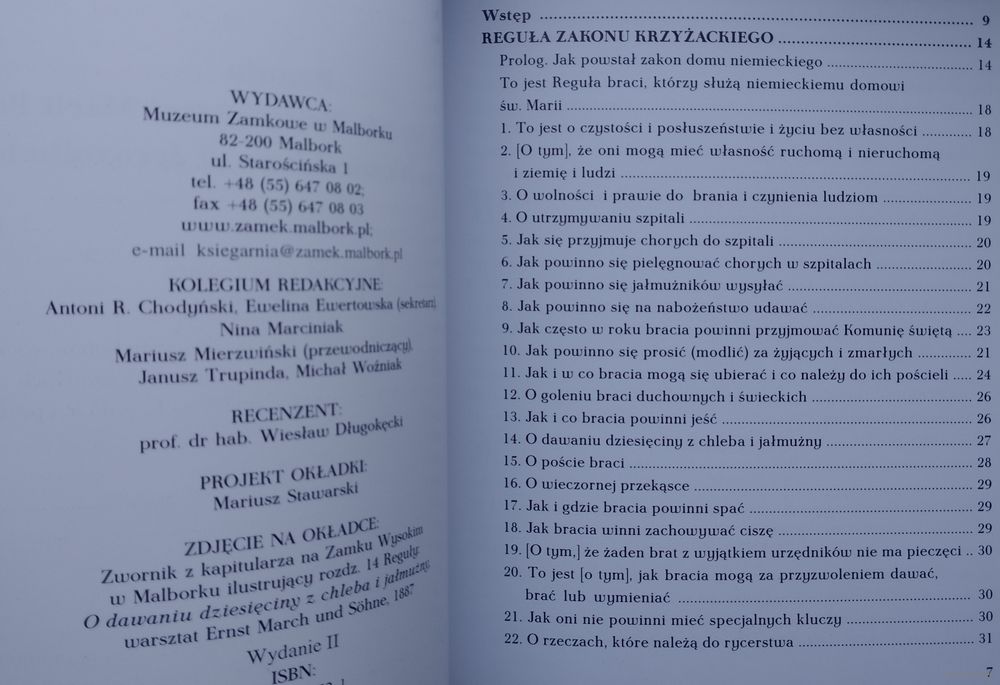 WYDAWCA:
Muzeum Zamkowe w Malborku
82-200 Malbork
ul. Starościńska 1
tel. +48 (55) 647 08 02;
fax +48 (55) 647 08 03
www.zamek.malbork.pl;
e-mail ksiegarnia@zamek.malbork.pl
KOLEGIUM REDAKCYJNE:
Antoni R. Chodyński, Ewelina Ewertowska (sekretarz)
Nina Marciniak
Mariusz Mierzwiński (przewodniczący),
Janusz Trupinda, Michał Woźniak
RECENZENT:
prof. dr hab. Wiesław Długokęcki
PROJEKT OKŁADKI:
Mariusz Stawarski
ZDJĘCIE NA OKŁADCE:
Zwornik z kapitularza na Zamku Wysokim
w Malborku ilustrujący rozdz. 14 Reguły:
O dawaniu dziesięciny z chleba i jałmużny,
warsztat Ernst March und Söhne, 1887
Wydanie II
ISBN:
Wstęp ........ 9
REGUŁA ZAKONU KRZYŻACKIEGO ........ 14
Prolog. Jak powstał zakon domu niemieckiego ........ 14
To jest Reguła braci, którzy służą niemieckiemu domowi
św. Marii ........ 18
1. To jest o czystości i posłuszeństwie i życiu bez własności ........ 18
2. [O tym], że oni mogą mieć własność ruchomą i nieruchomą
i ziemię i ludzi ........ 19
3. O wolności i prawie do brania i czynienia ludziom ........ 19
4. O utrzymywaniu szpitali ........ 19
5. Jak się przyjmuje chorych do szpitali ........ 20
6. Jak powinno się pielęgnować chorych w szpitalach ........ 20
7. Jak powinno się jałmużników wysyłać ........ 21
8. Jak powinno się na nabożeństwo udawać ........ 22
9. Jak często w roku bracia powinni przyjmować Komunię świętą .... 23
10. Jak powinno się prosić (modlić) za żyjących i zmarłych ........ 21
11. Jak i w co bracia mogą się ubierać i co należy do ich pościeli ..... 24
12. O goleniu braci duchownych i świeckich ........ 26
13. Jak i co bracia powinni jeść ........ 26
14. O dawaniu dziesięciny z chleba i jałmużny ........ 27
15. O poście braci ........ 28
16. O wieczornej przekąsce ........ 29
17. Jak i gdzie bracia powinni spać ........ 29
18. Jak bracia winni zachowywać ciszę ........ 29
19. [O tym,] że żaden brat z wyjątkiem urzędników nie ma pieczęci .. 30
20. To jest [o tym], jak bracia mogą za przyzwoleniem dawać,
brać lub wymieniać ........ 30
21. Jak oni nie powinni mieć specjalnych kluczy ........ 30
22. O rzeczach, które należą do rycerstwa ........ 31
7